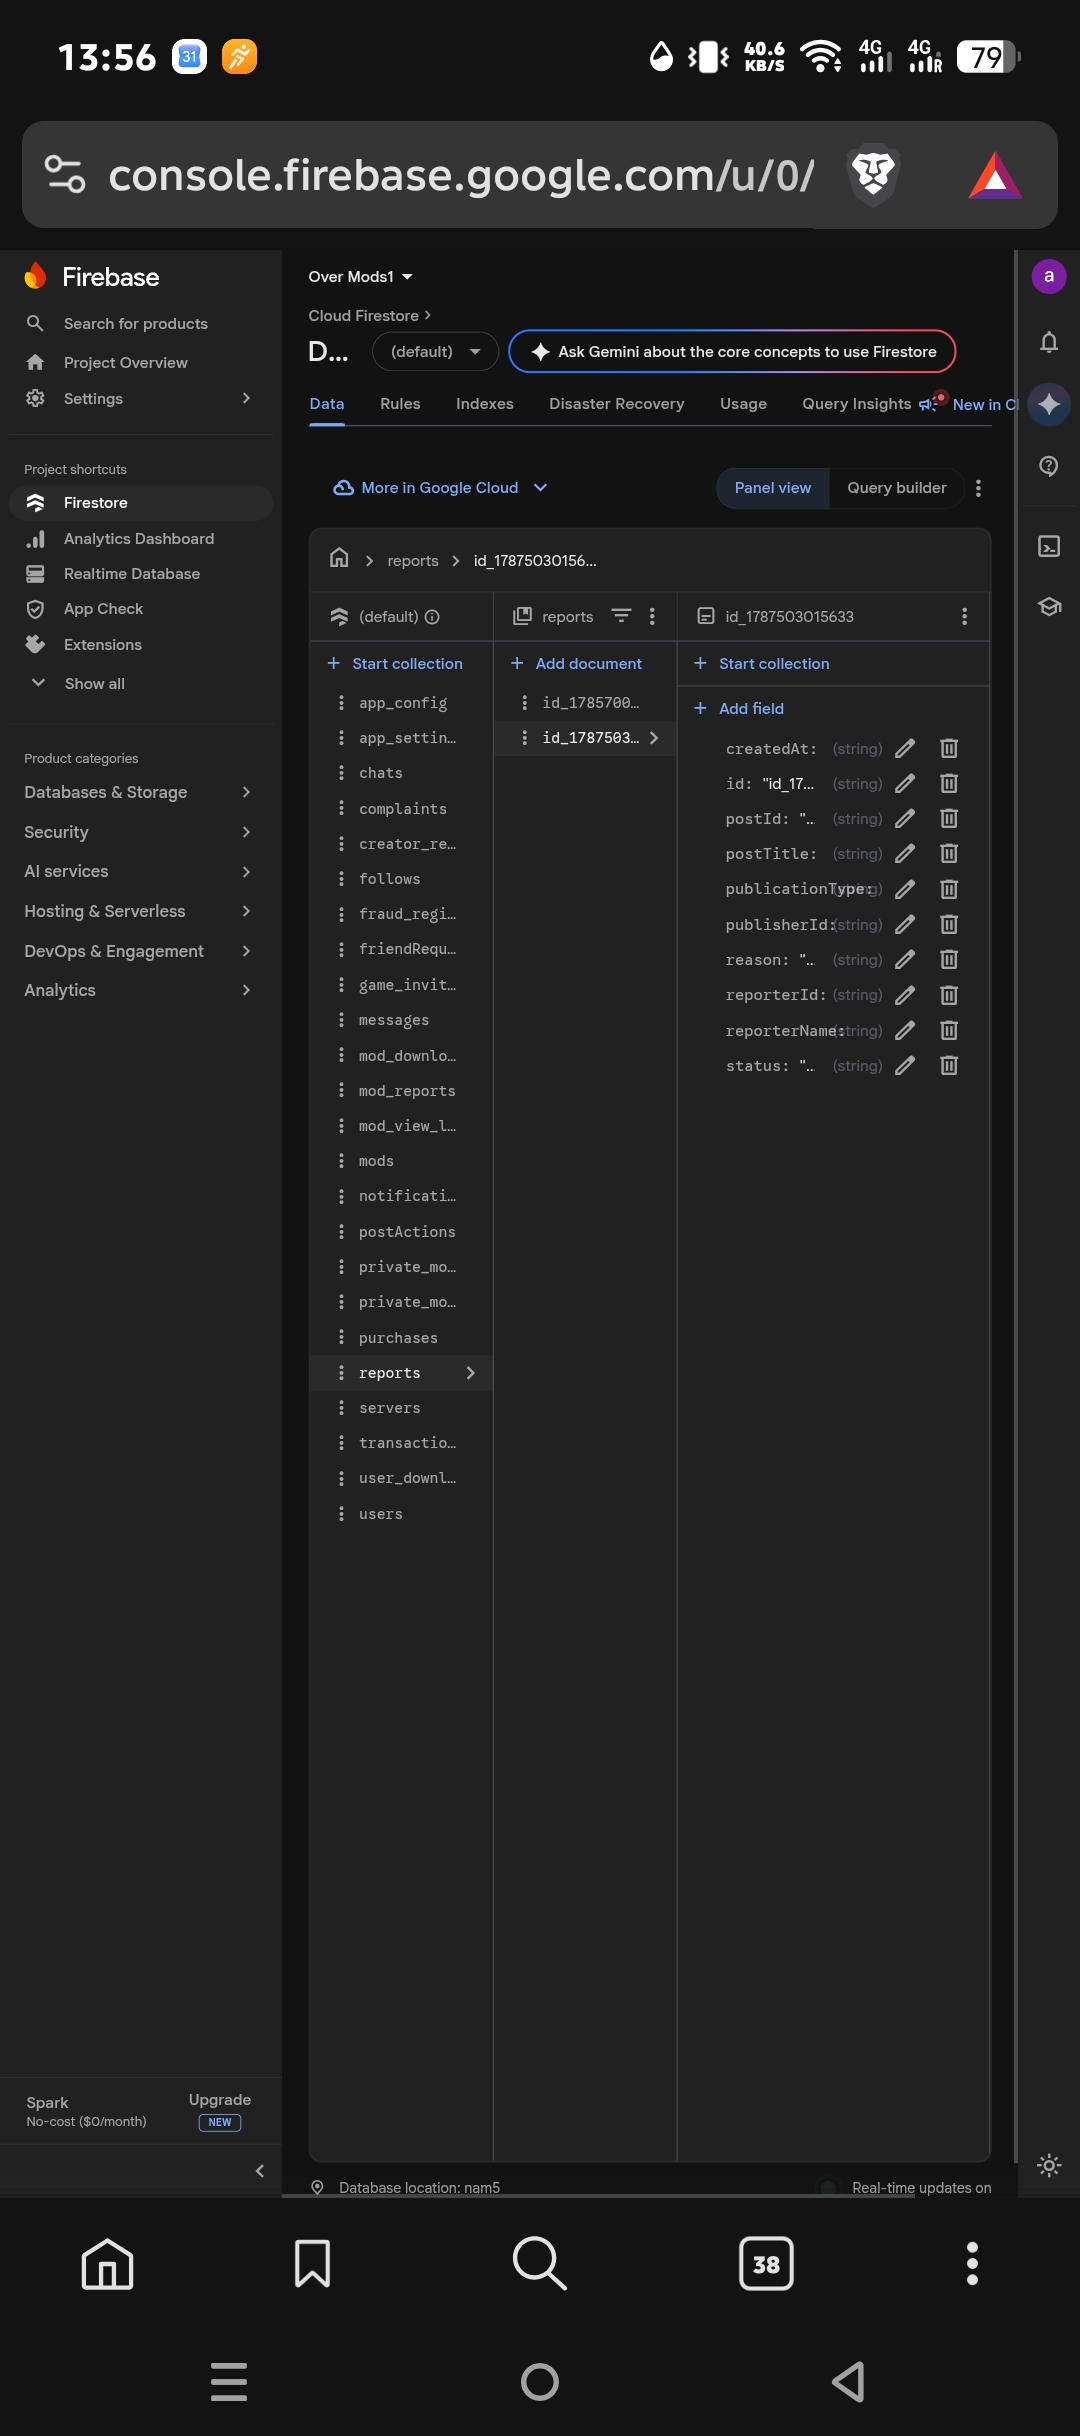 13:56
31
40.6
KB/S
4G
4G
R
79
console.firebase.google.com/u/0/
Firebase
Search for products
Project Overview
Settings
Project shortcuts
Firestore
Analytics Dashboard
Realtime Database
App Check
Extensions
Show all
Product categories
Databases & Storage
Security
AI services
Hosting & Serverless
DevOps & Engagement
Analytics
Spark
No-cost ($0/month)
Upgrade
NEW
Over Mods1
a
Cloud Firestore
D...
(default)
Ask Gemini about the core concepts to use Firestore
Data
Rules
Indexes
Disaster Recovery
Usage
Query Insights
New in Cl
More in Google Cloud
Panel view
Query builder
reports
id_17875030156...
(default)
Start collection
app_config
app_settin...
chats
complaints
creator_re...
follows
fraud_regi...
friendRequ...
game_invit...
messages
mod_downlo...
mod_reports
mod_view_l...
mods
notificati...
postActions
private_mo...
private_mo...
purchases
reports
servers
transactio...
user_downl...
users
reports
Add document
id_1785700...
id_1787503...
id_1787503015633
Start collection
Add field
createdAt: (string)
id: "id_17... (string)
postId: "... (string)
postTitle: (string)
publicationType: (string)
publisherId: (string)
reason: "... (string)
reporterId: (string)
reporterName: (string)
status: "... (string)
Database location: nam5
Real-time updates on
38